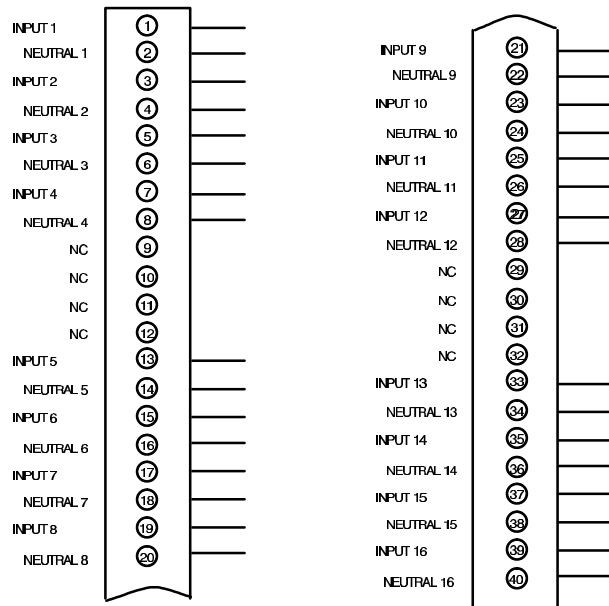 INPUT 1 1
NEUTRAL 1 2
INPUT 2 3
NEUTRAL 2 4
INPUT 3 5
NEUTRAL 3 6
INPUT 4 7
NEUTRAL 4 8
NC 9
NC 10
NC 11
NC 12
INPUT 5 13
NEUTRAL 5 14
INPUT 6 15
NEUTRAL 6 16
INPUT 7 17
NEUTRAL 7 18
INPUT 8 19
NEUTRAL 8 20
INPUT 9 21
NEUTRAL 9 22
INPUT 10 23
NEUTRAL 10 24
INPUT 11 25
NEUTRAL 11 26
INPUT 12 27
NEUTRAL 12 28
NC 29
NC 30
NC 31
NC 32
INPUT 13 33
NEUTRAL 13 34
INPUT 14 35
NEUTRAL 14 36
INPUT 15 37
NEUTRAL 15 38
INPUT 16 39
NEUTRAL 16 40